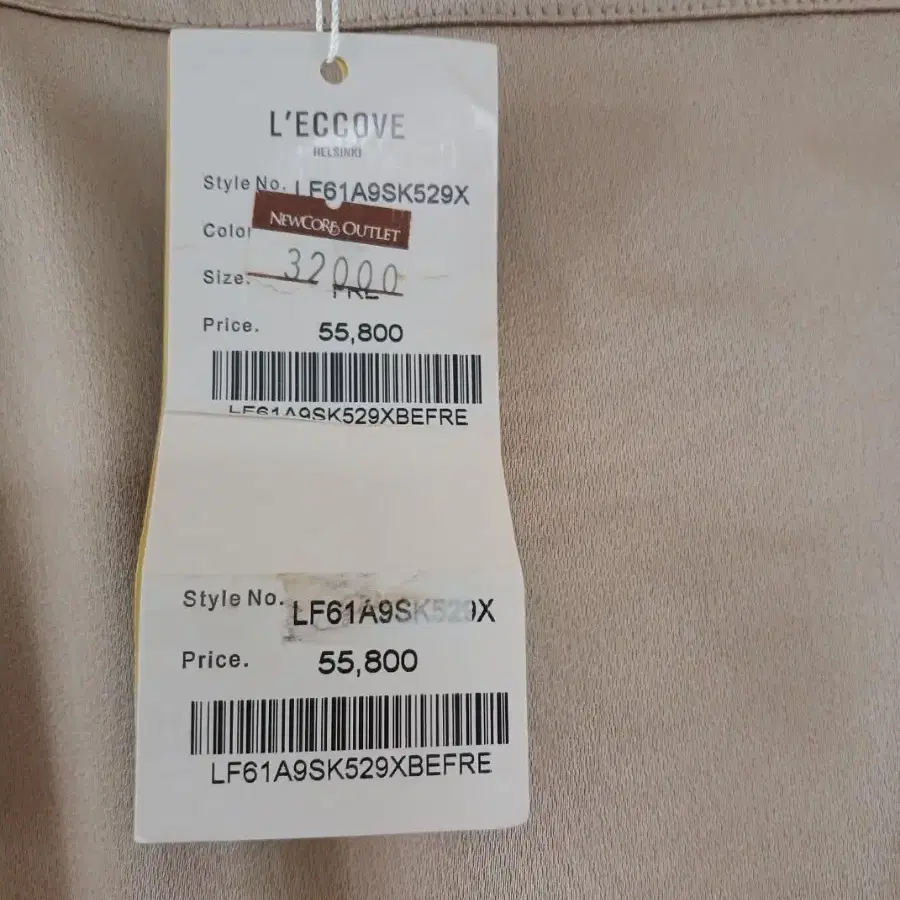 L'ECCOVE
HELSINKI
Style No. LF61A9SK529X
NEWCORE OUTLET
Color
32000
Size. FRE
Price. 55,800
LF61A9SK529XBEFRE
Style No. LF61A9SK529X
Price. 55,800
LF61A9SK529XBEFRE